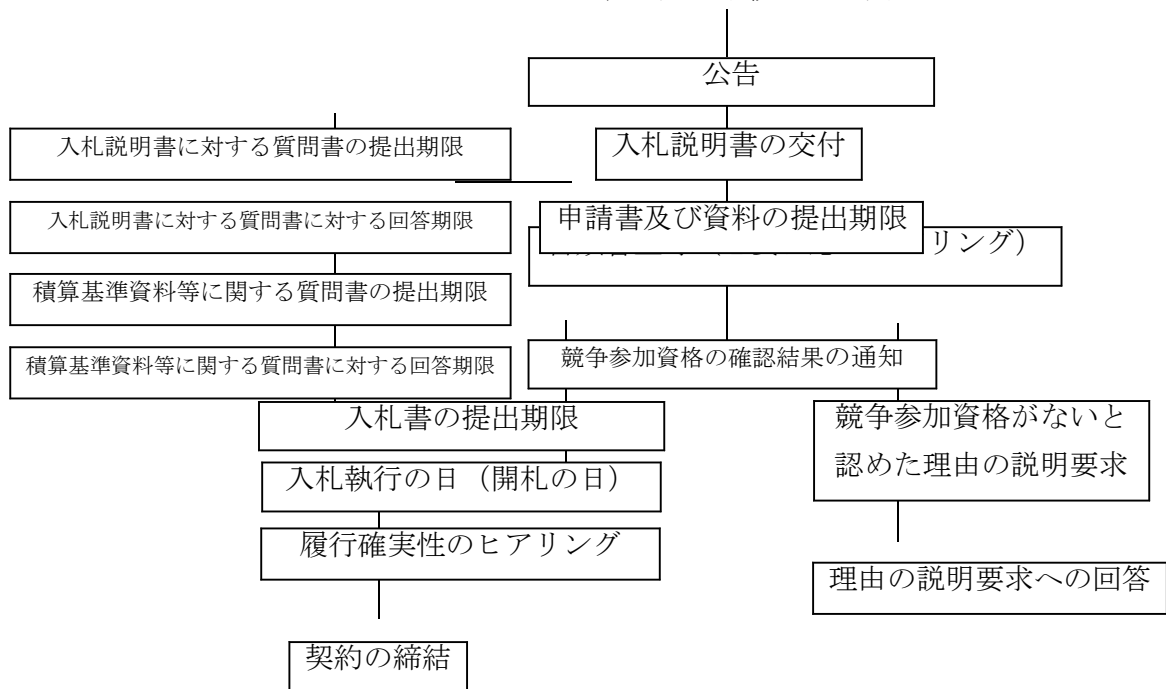 公告
入札説明書に対する質問書の提出期限
入札説明書の交付
入札説明書に対する質問書に対する回答期限
申請書及び資料の提出期限
リング）
積算基準資料等に関する質問書の提出期限
積算基準資料等に関する質問書に対する回答期限
競争参加資格の確認結果の通知
入札書の提出期限
競争参加資格がないと
認めた理由の説明要求
入札執行の日（開札の日）
履行確実性のヒアリング
理由の説明要求への回答
契約の締結